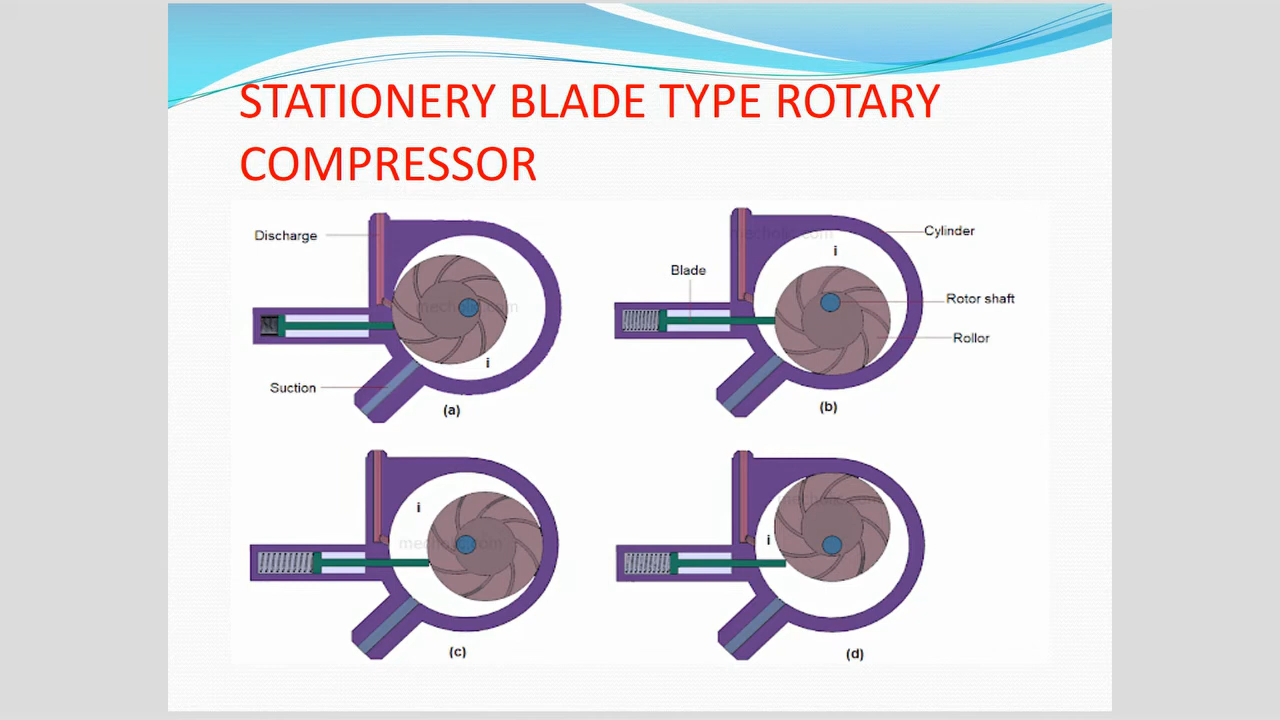 STATIONERY BLADE TYPE ROTARY
COMPRESSOR
Discharge
i
Suction
(a)
Blade
i
Cylinder
Rotor shaft
Rollor
(b)
i
(c)
i
(d)